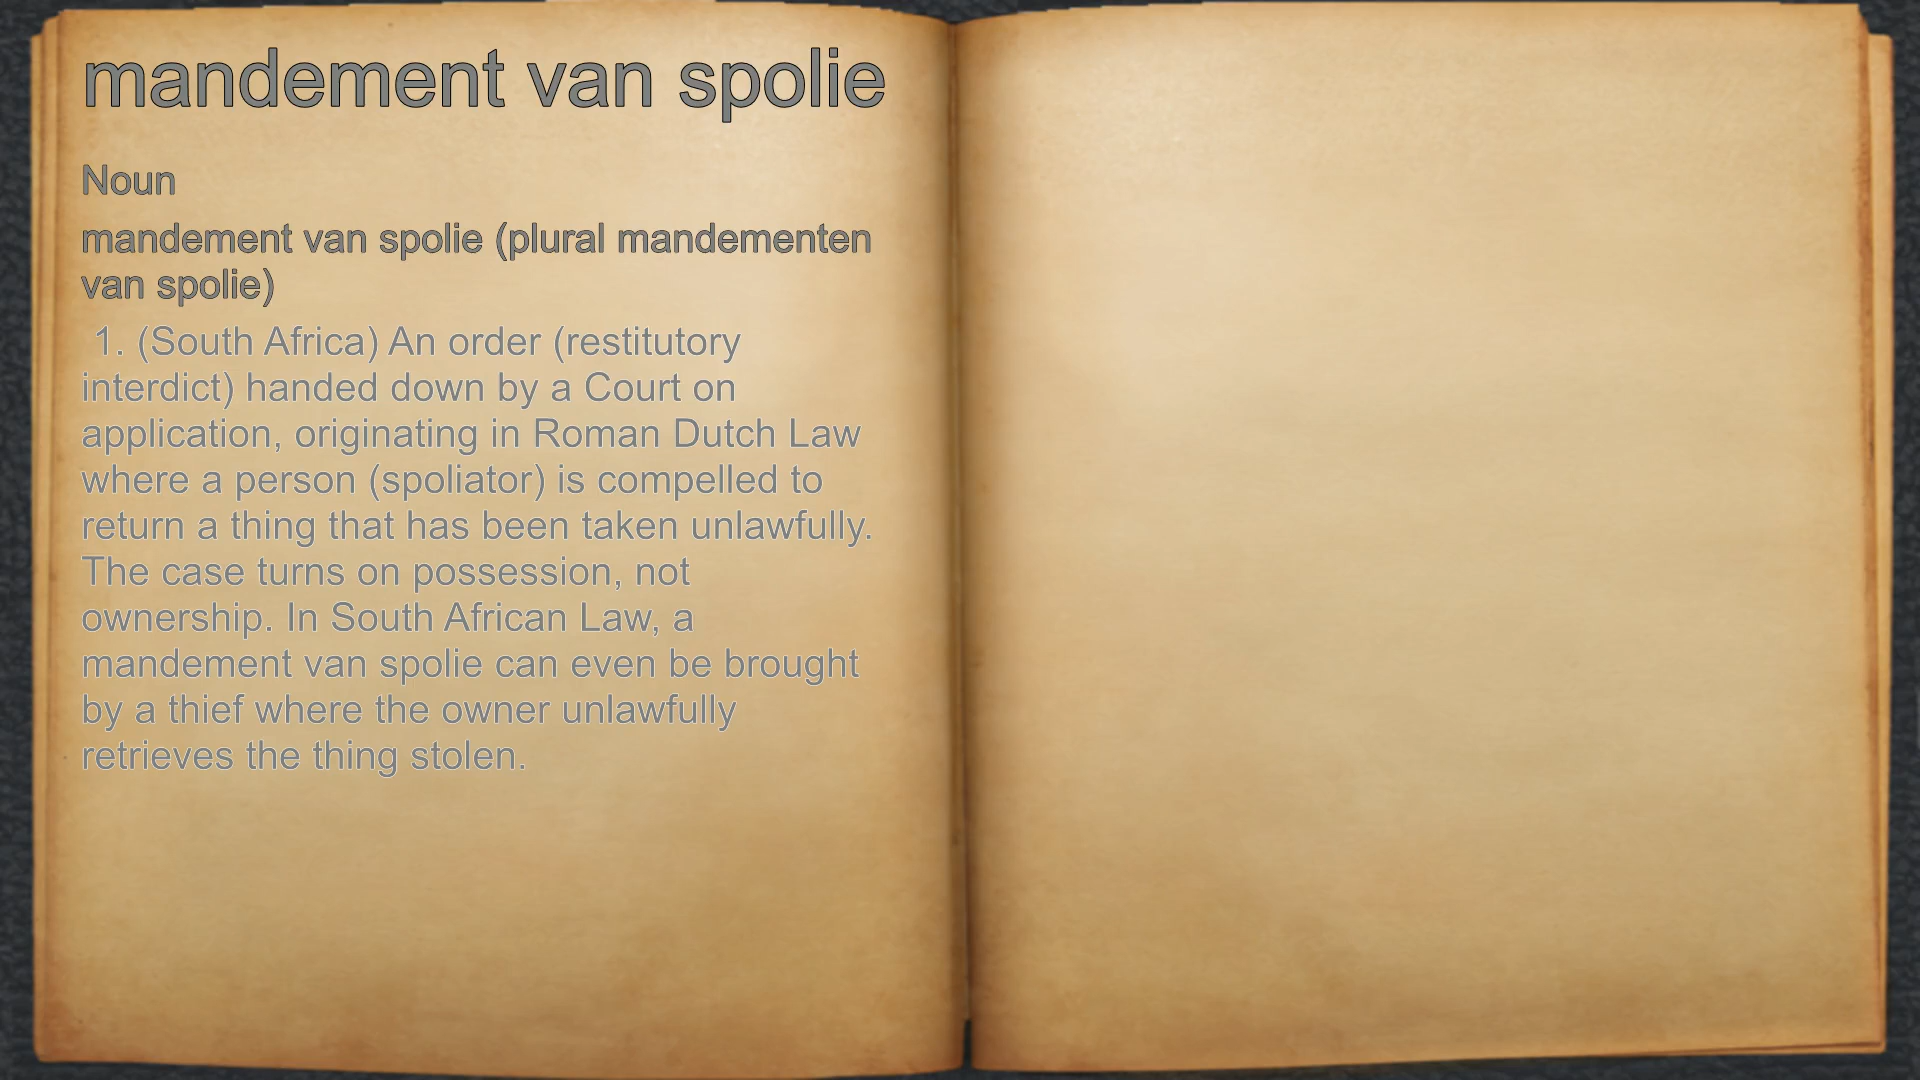 mandement van spolie
Noun
mandement van spolie (plural mandementen
van spolie)
1. (South Africa) An order (restitutory
interdict) handed down by a Court on
application, originating in Roman Dutch Law
where a person (spoliator) is compelled to
return a thing that has been taken unlawfully.
The case turns on possession, not
ownership. In South African Law, a
mandement van spolie can even be brought
by a thief where the owner unlawfully
retrieves the thing stolen.